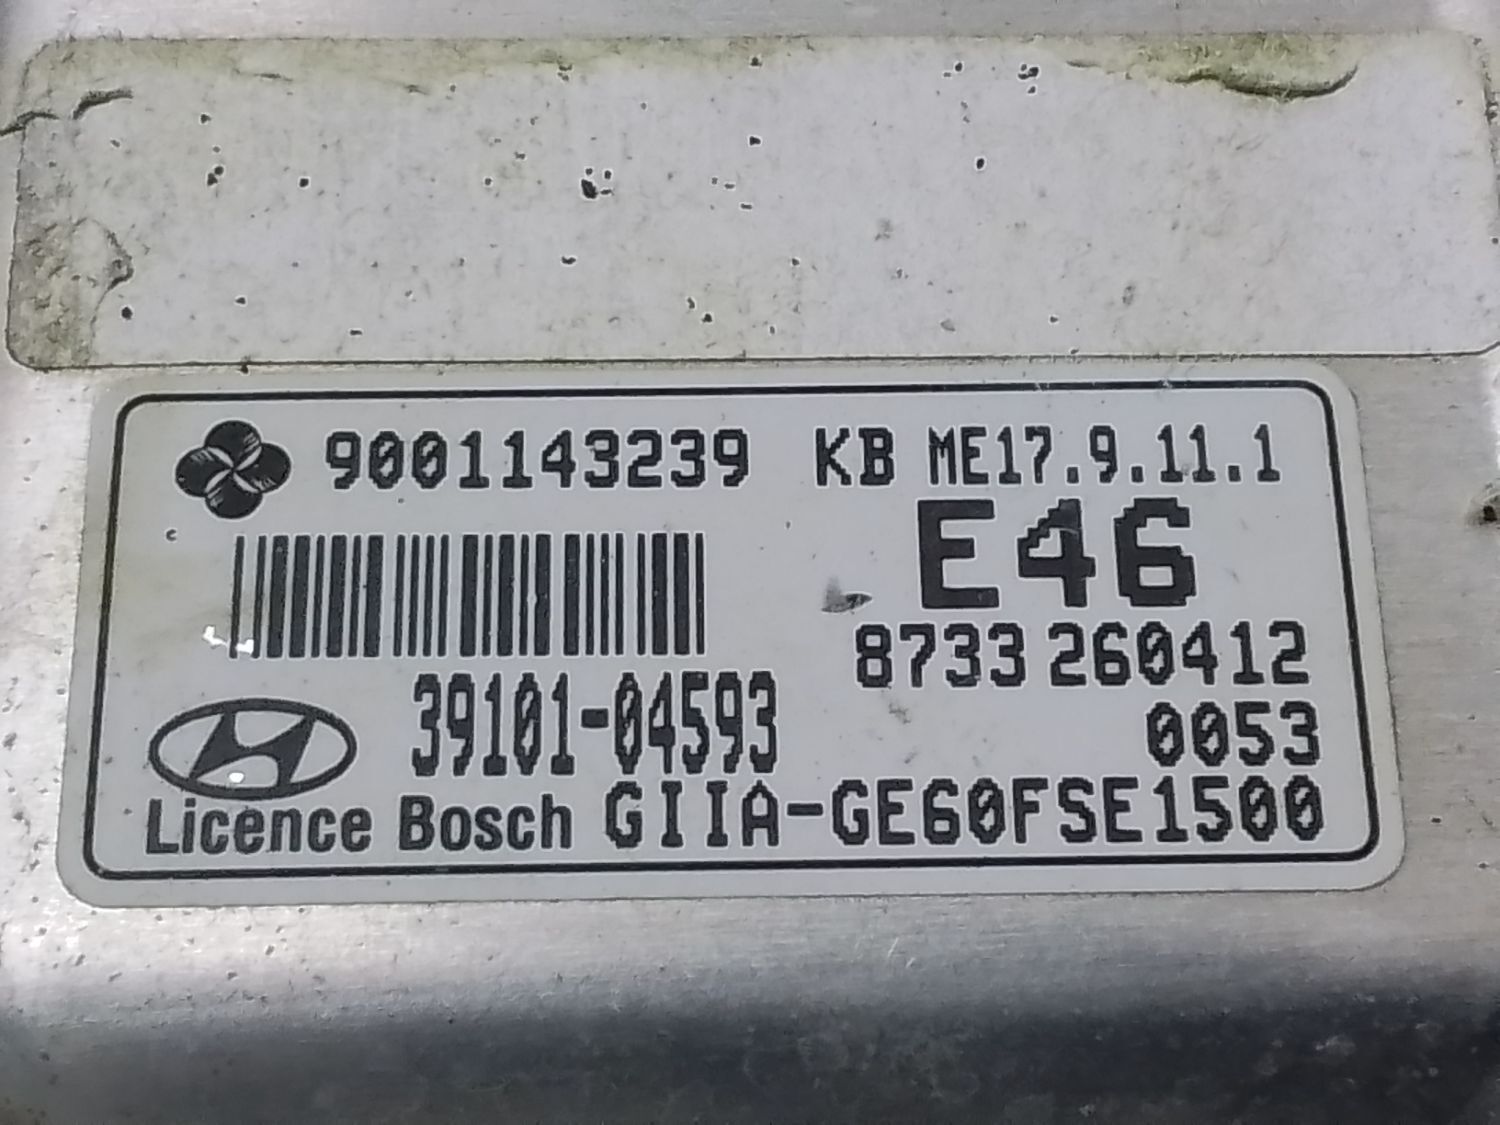 9001143239 KB ME17.9.11.1
E46
8733 260412
39101-04593
0053
Licence Bosch GIIA-GE60FSE1500